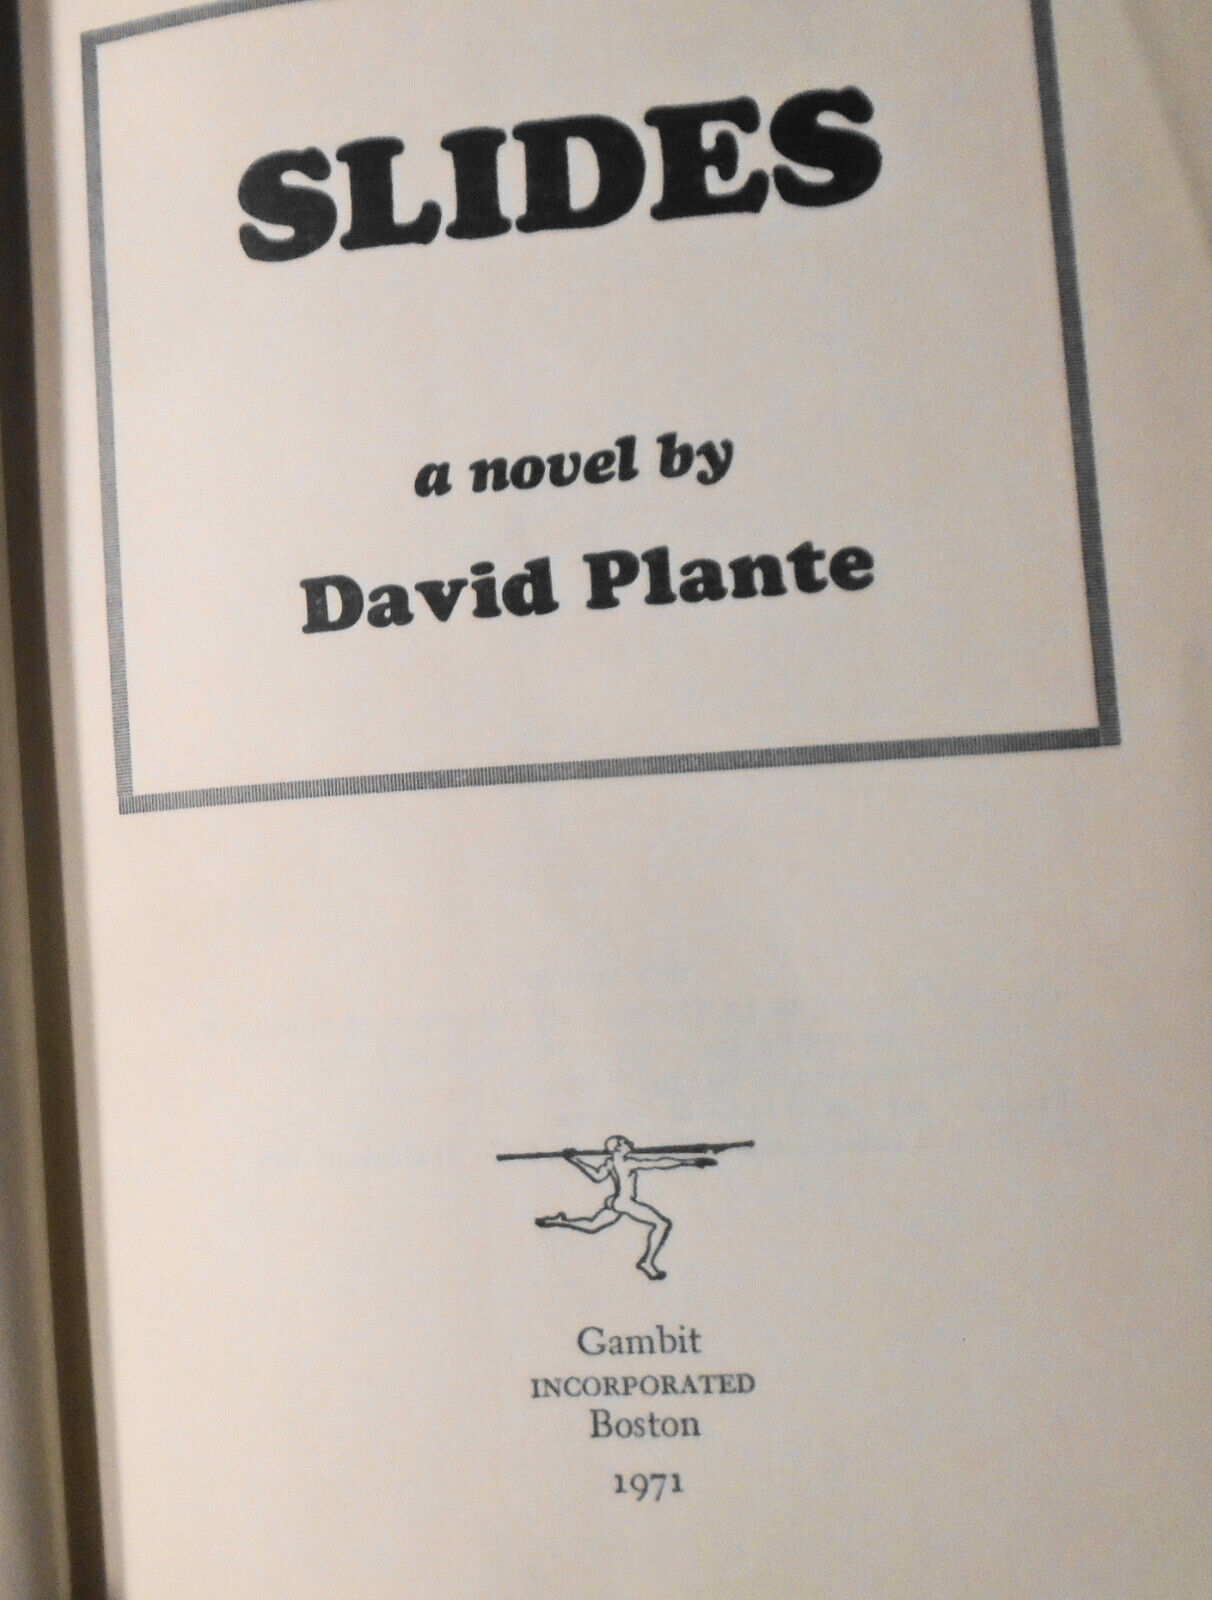 SLIDES
a novel by
David Plante
Gambit
INCORPORATED
Boston
1971